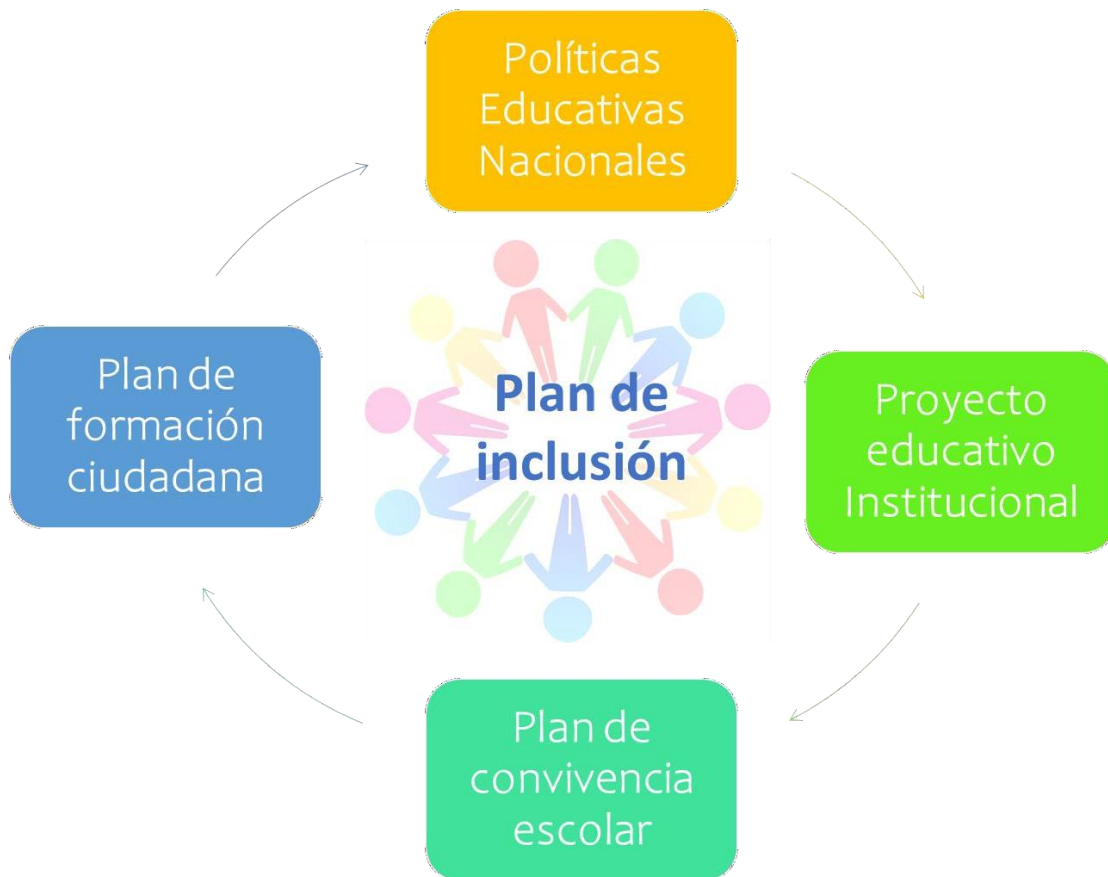 Políticas
Educativas
Nacionales
Proyecto
educativo
Institucional
Plan de
convivencia
escolar
Plan de
formación
ciudadana
Plan de
inclusión